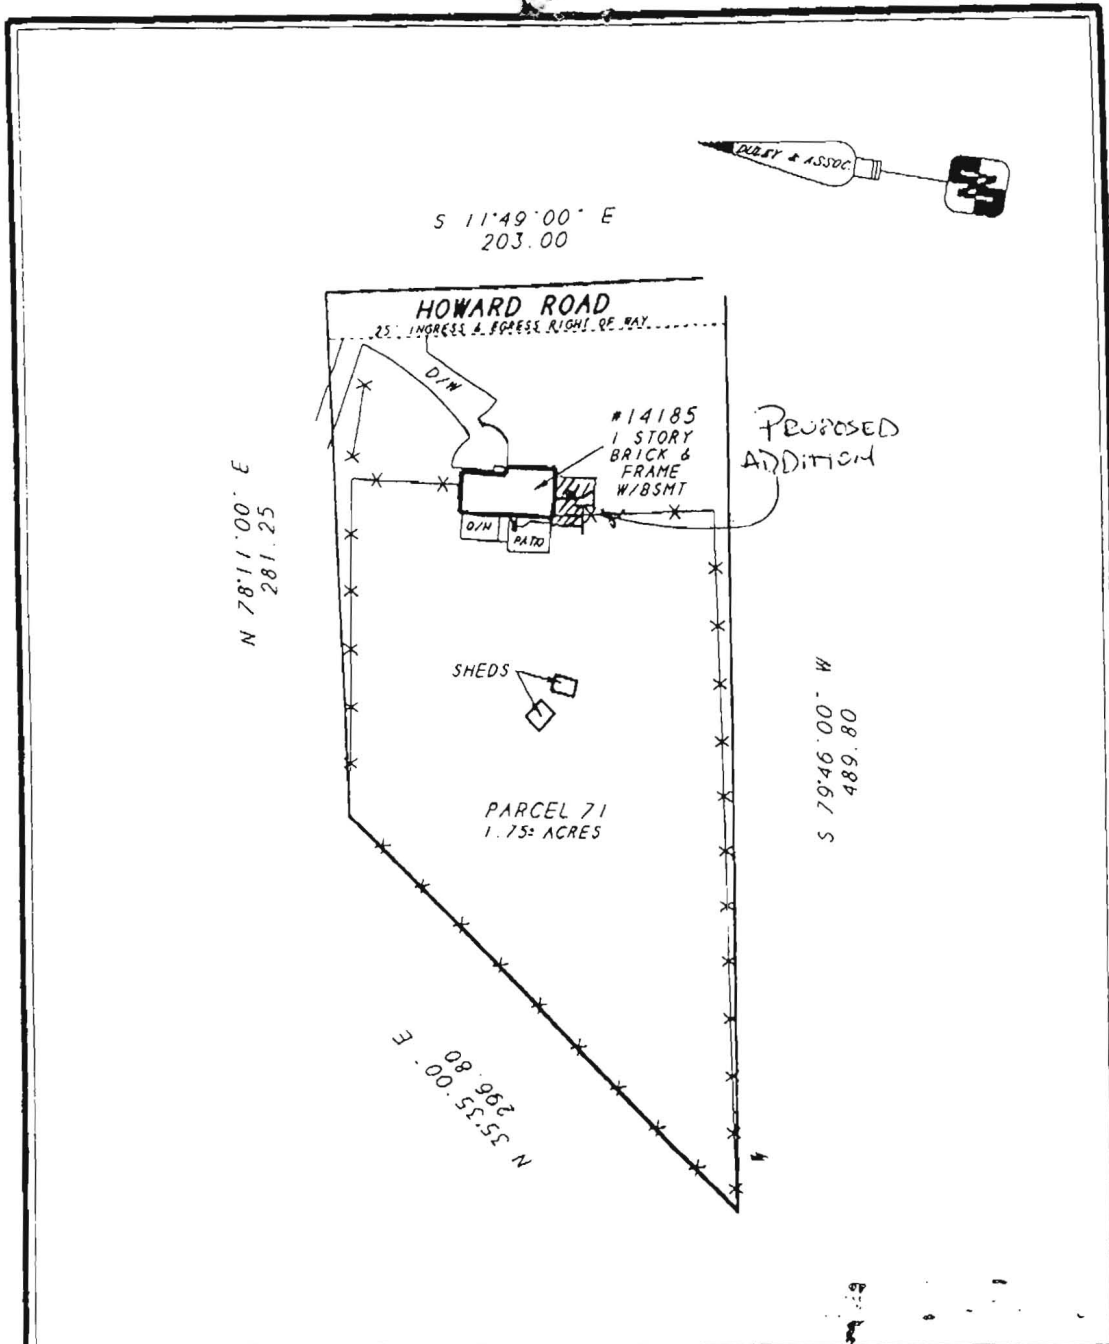 DULEY & ASSOC.
S 11°49'00" E
203.00
HOWARD ROAD
25' INGRESS & EGRESS RIGHT OF WAY
D/W
#14185
1 STORY
BRICK &
FRAME
W/BSMT
PROPOSED
ADDITION
O/H
PATIO
N 78°11'00" E
281.25
SHEDS
S 79°46'00" W
489.80
PARCEL 71
1.75± ACRES
N 35°35'00" E
296.80